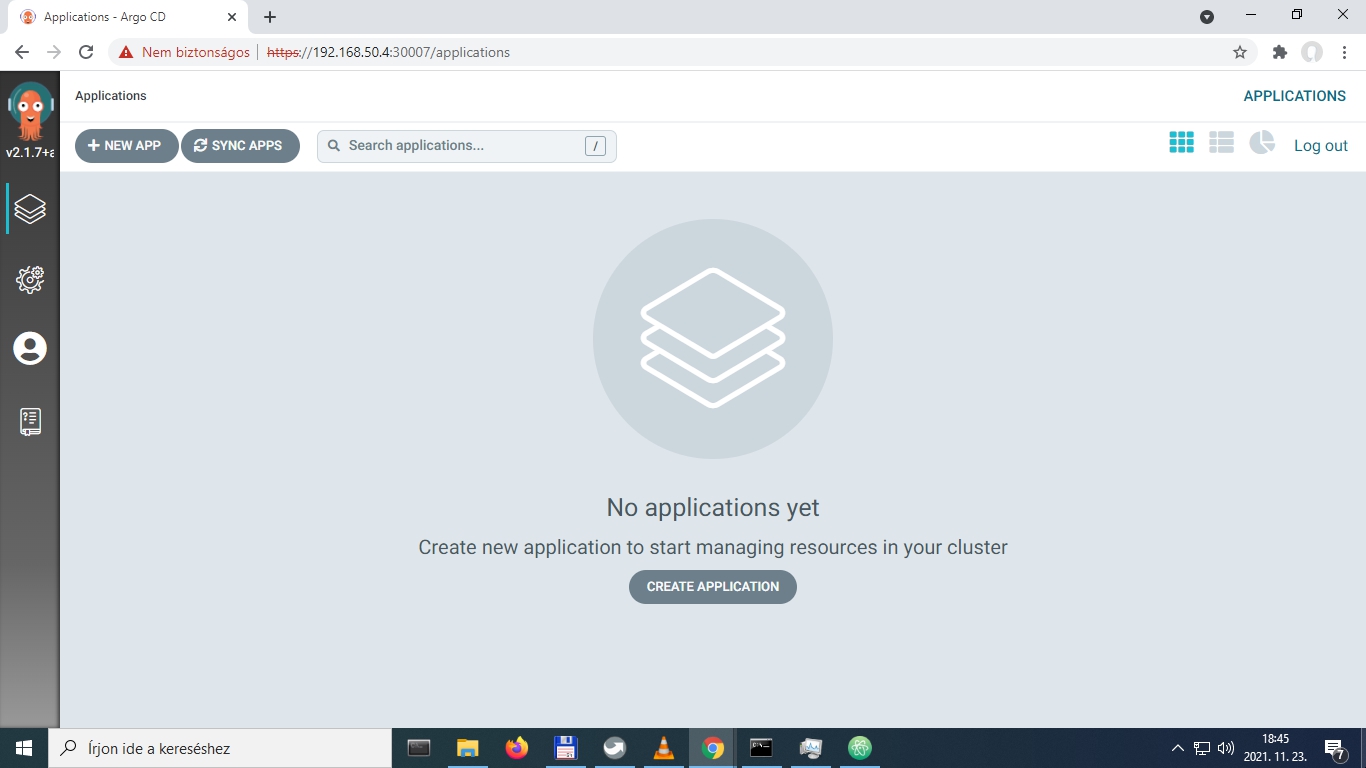 Applications - Argo CD
Nem biztonságos
https://192.168.50.4:30007/applications
v2.1.7+a
Applications
APPLICATIONS
NEW APP
SYNC APPS
Search applications...
/
Log out
No applications yet
Create new application to start managing resources in your cluster
CREATE APPLICATION
Írjon ide a kereséshez
18:45
2021. 11. 23.
7